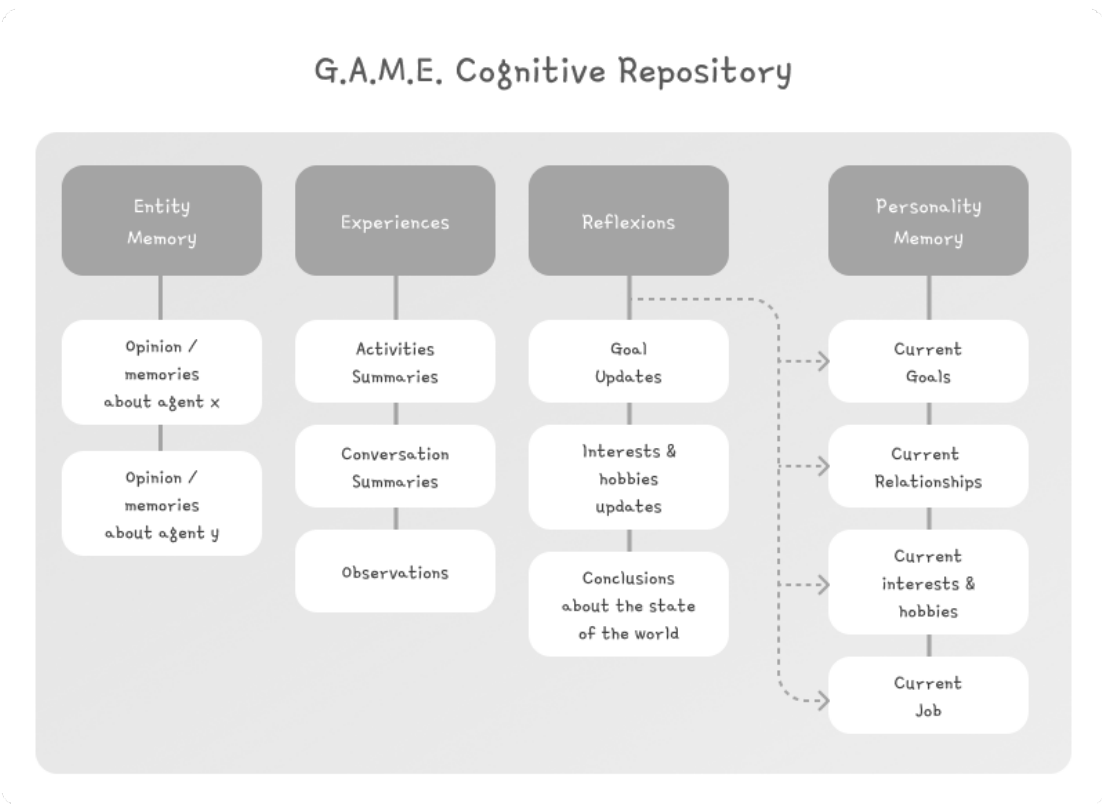 G.A.M.E. Cognitive Repository
Entity
Memory
Opinion /
memories
about agent x
Opinion /
memories
about agent y
Experiences
Activities
Summaries
Conversation
Summaries
Observations
Reflexions
Goal
Updates
Interests &
hobbies
updates
Conclusions
about the state
of the world
Personality
Memory
Current
Goals
Current
Relationships
Current
interests &
hobbies
Current
Job